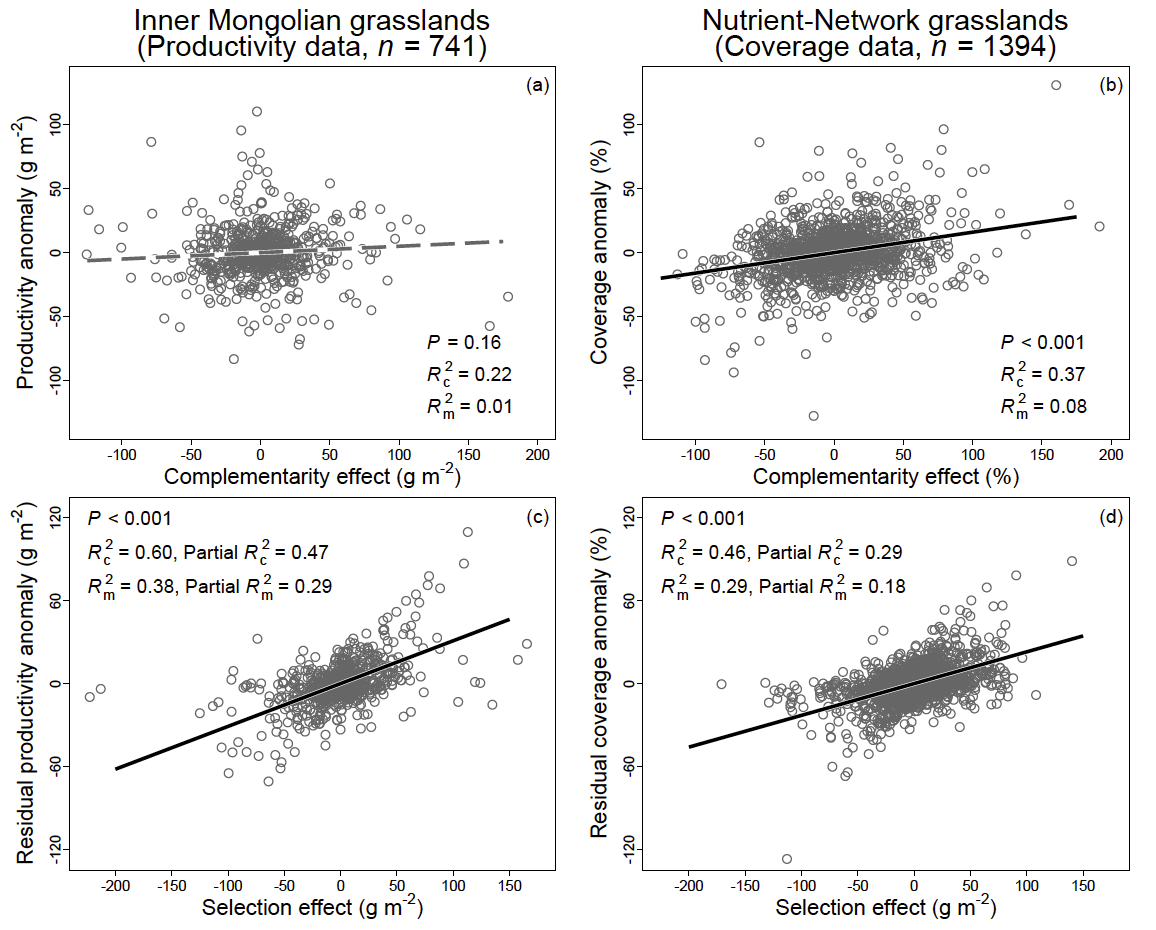 Inner Mongolian grasslands
(Productivity data, n = 741)
Nutrient-Network grasslands
(Coverage data, n = 1394)
(a)
Productivity anomaly (g m⁻²)
100
50
0
-50
-100
P = 0.16
R²c = 0.22
R²m = 0.01
-100 -50 0 50 100 150 200
Complementarity effect (g m⁻²)
(b)
Coverage anomaly (%)
100
50
0
-50
-100
P < 0.001
R²c = 0.37
R²m = 0.08
-100 -50 0 50 100 150 200
Complementarity effect (%)
(c)
Residual productivity anomaly (g m⁻²)
120
60
0
-60
-120
P < 0.001
R²c = 0.60, Partial R²c = 0.47
R²m = 0.38, Partial R²m = 0.29
-200 -150 -100 -50 0 50 100 150
Selection effect (g m⁻²)
(d)
Residual coverage anomaly (%)
120
60
0
-60
-120
P < 0.001
R²c = 0.46, Partial R²c = 0.29
R²m = 0.29, Partial R²m = 0.18
-200 -150 -100 -50 0 50 100 150
Selection effect (g m⁻²)